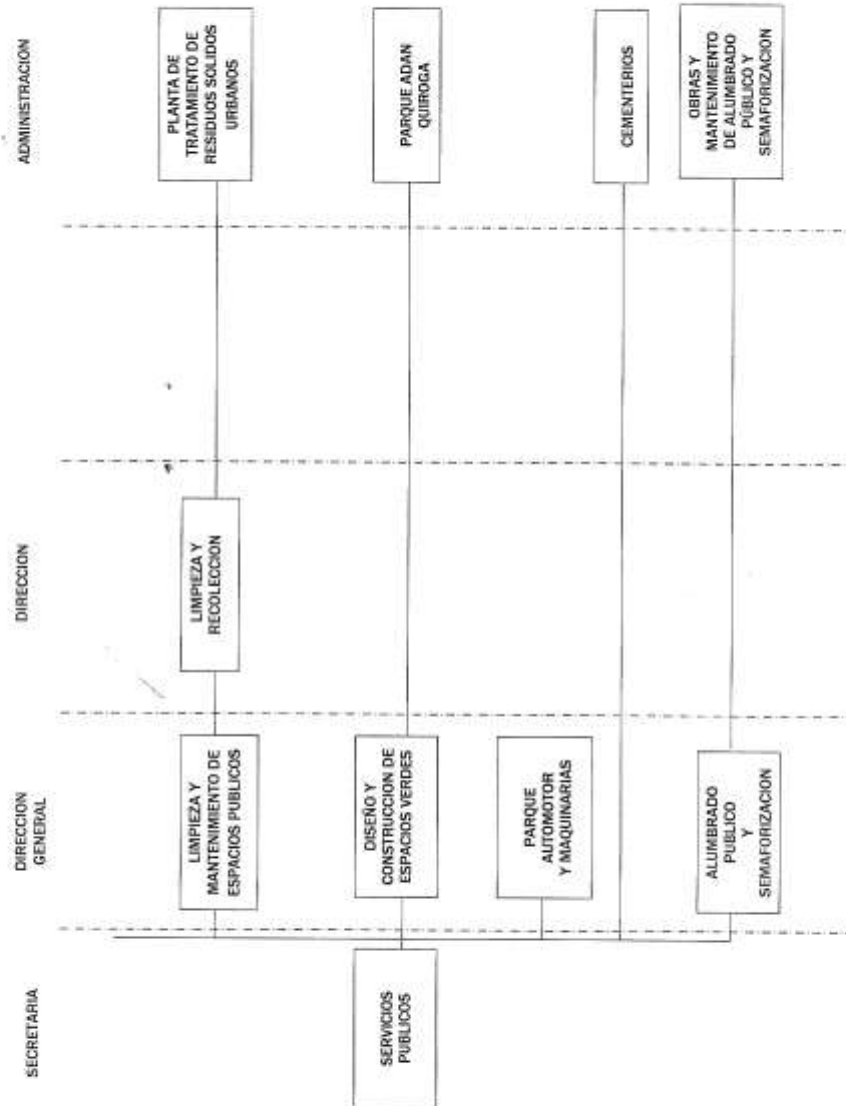 SECRETARIA
DIRECCION
GENERAL
DIRECCION
ADMINISTRACION
SERVICIOS
PUBLICOS
LIMPIEZA Y
MANTENIMIENTO DE
ESPACIOS PUBLICOS
LIMPIEZA Y
RECOLECCION
PLANTA DE
TRATAMIENTO DE
RESIDUOS SOLIDOS
URBANOS
DISEÑO Y
CONSTRUCCION DE
ESPACIOS VERDES
PARQUE ADAN
QUIROGA
PARQUE
AUTOMOTOR
Y MAQUINARIAS
CEMENTERIOS
ALUMBRADO
PUBLICO
Y
SEMAFORIZACION
OBRAS Y
MANTENIMIENTO
DE ALUMBRADO
PÚBLICO Y
SEMAFORIZACION